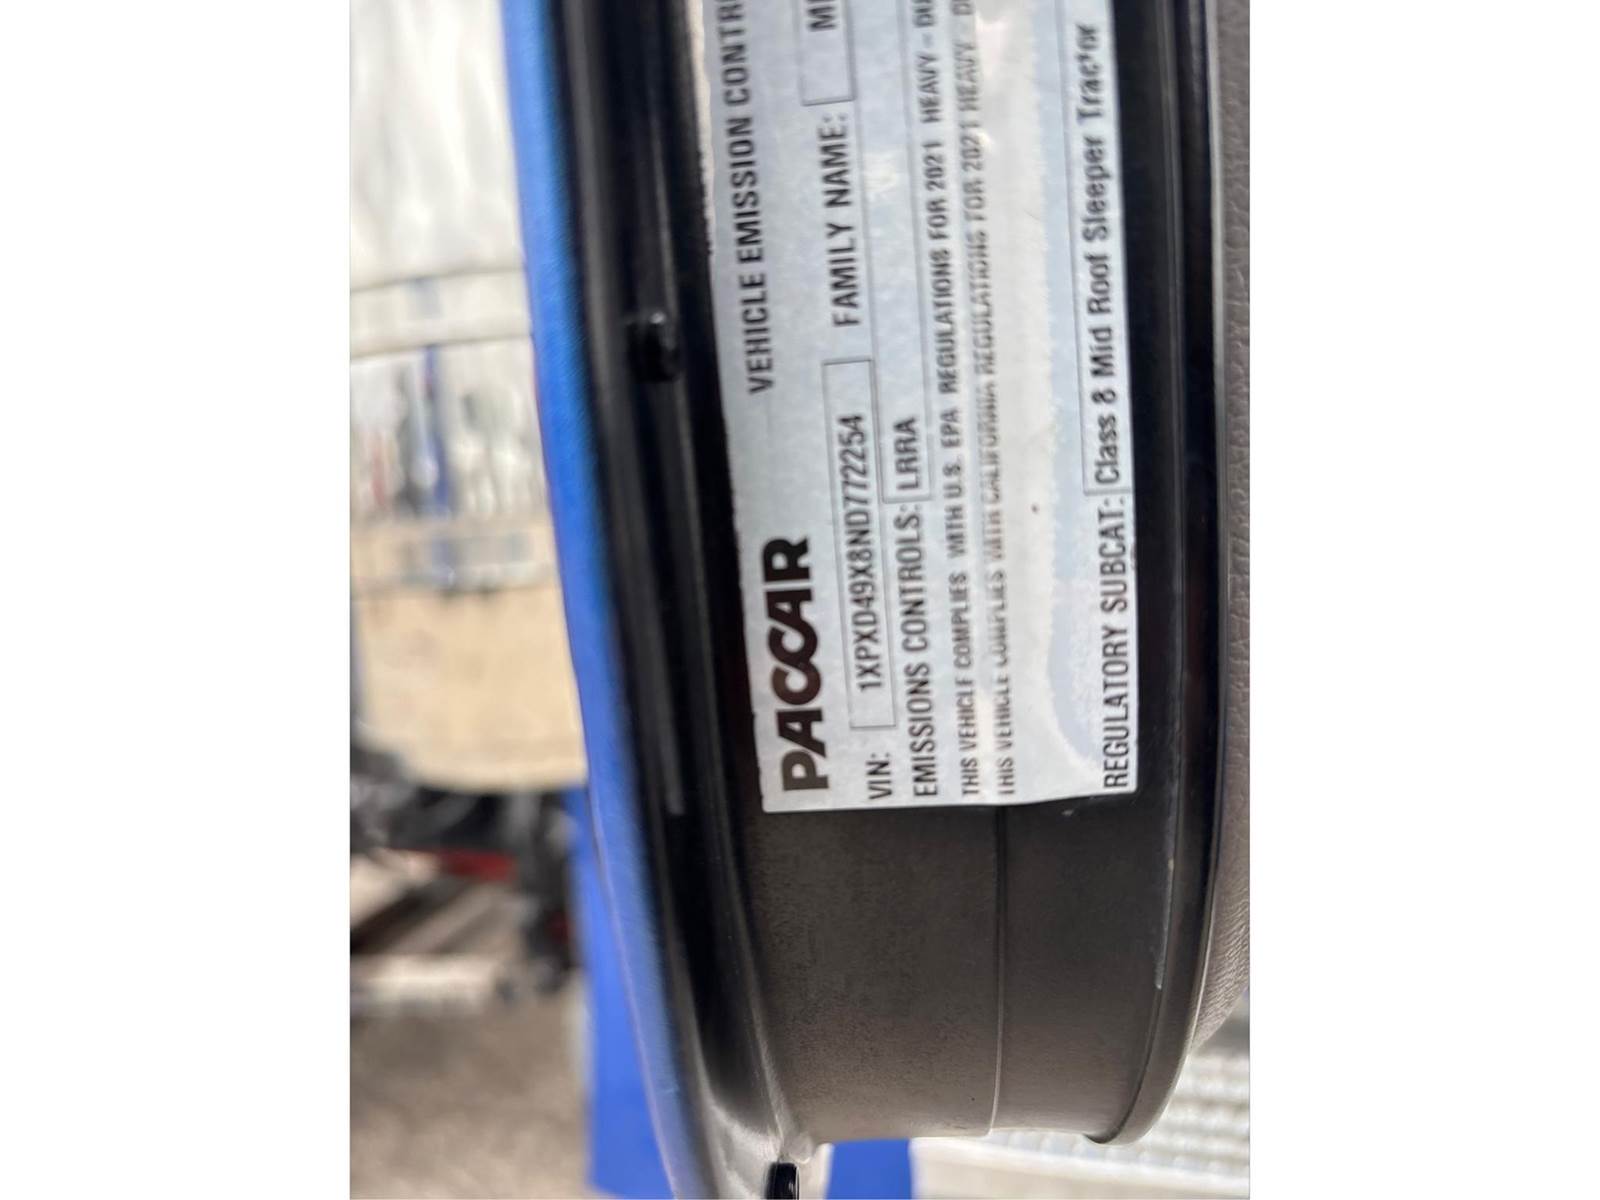 VEHICLE EMISSION CONTR
PACCAR
VIN: 1XPXD49X8ND772254 FAMILY NAME:
EMISSIONS CONTROLS: LRRA
THIS VEHICLE COMPLIES WITH U.S. EPA REGULATIONS FOR 2021 HEAVY - DU
THIS VEHICLE COMPLIES WITH CALIFORNIA REGULATIONS FOR 2021 HEAVY - D
REGULATORY SUBCAT: Class 8 Mid Roof Sleeper Tractor